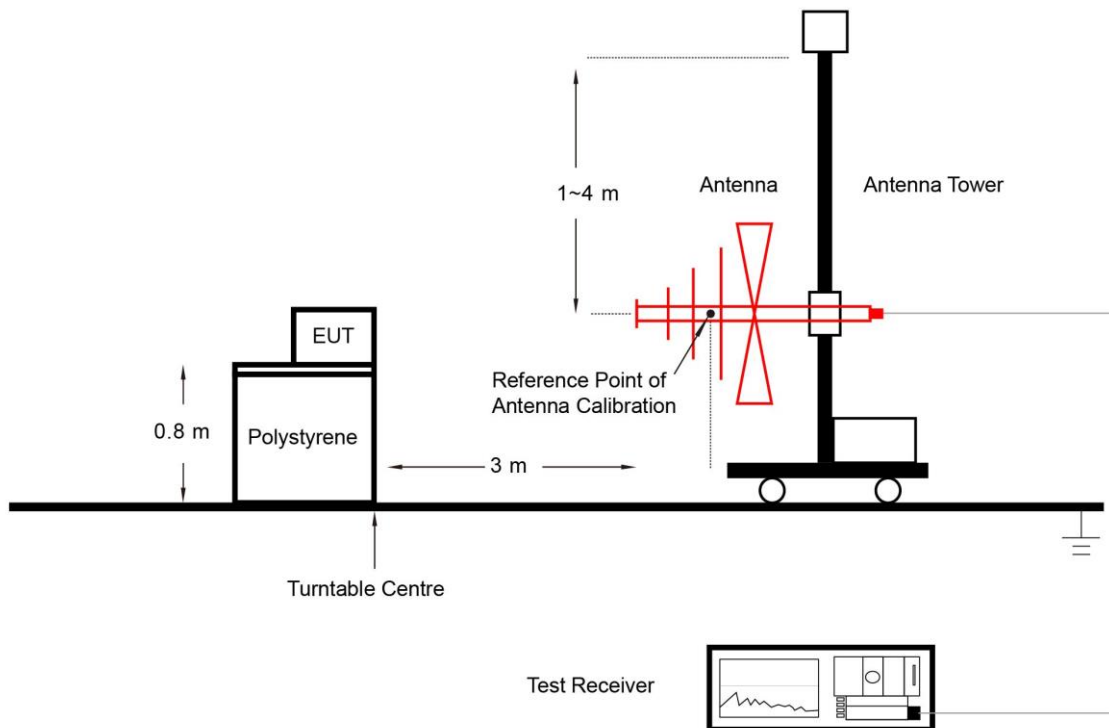 1~4 m
Antenna
Antenna Tower
EUT
Reference Point of
Antenna Calibration
0.8 m
Polystyrene
3 m
Turntable Centre
Test Receiver